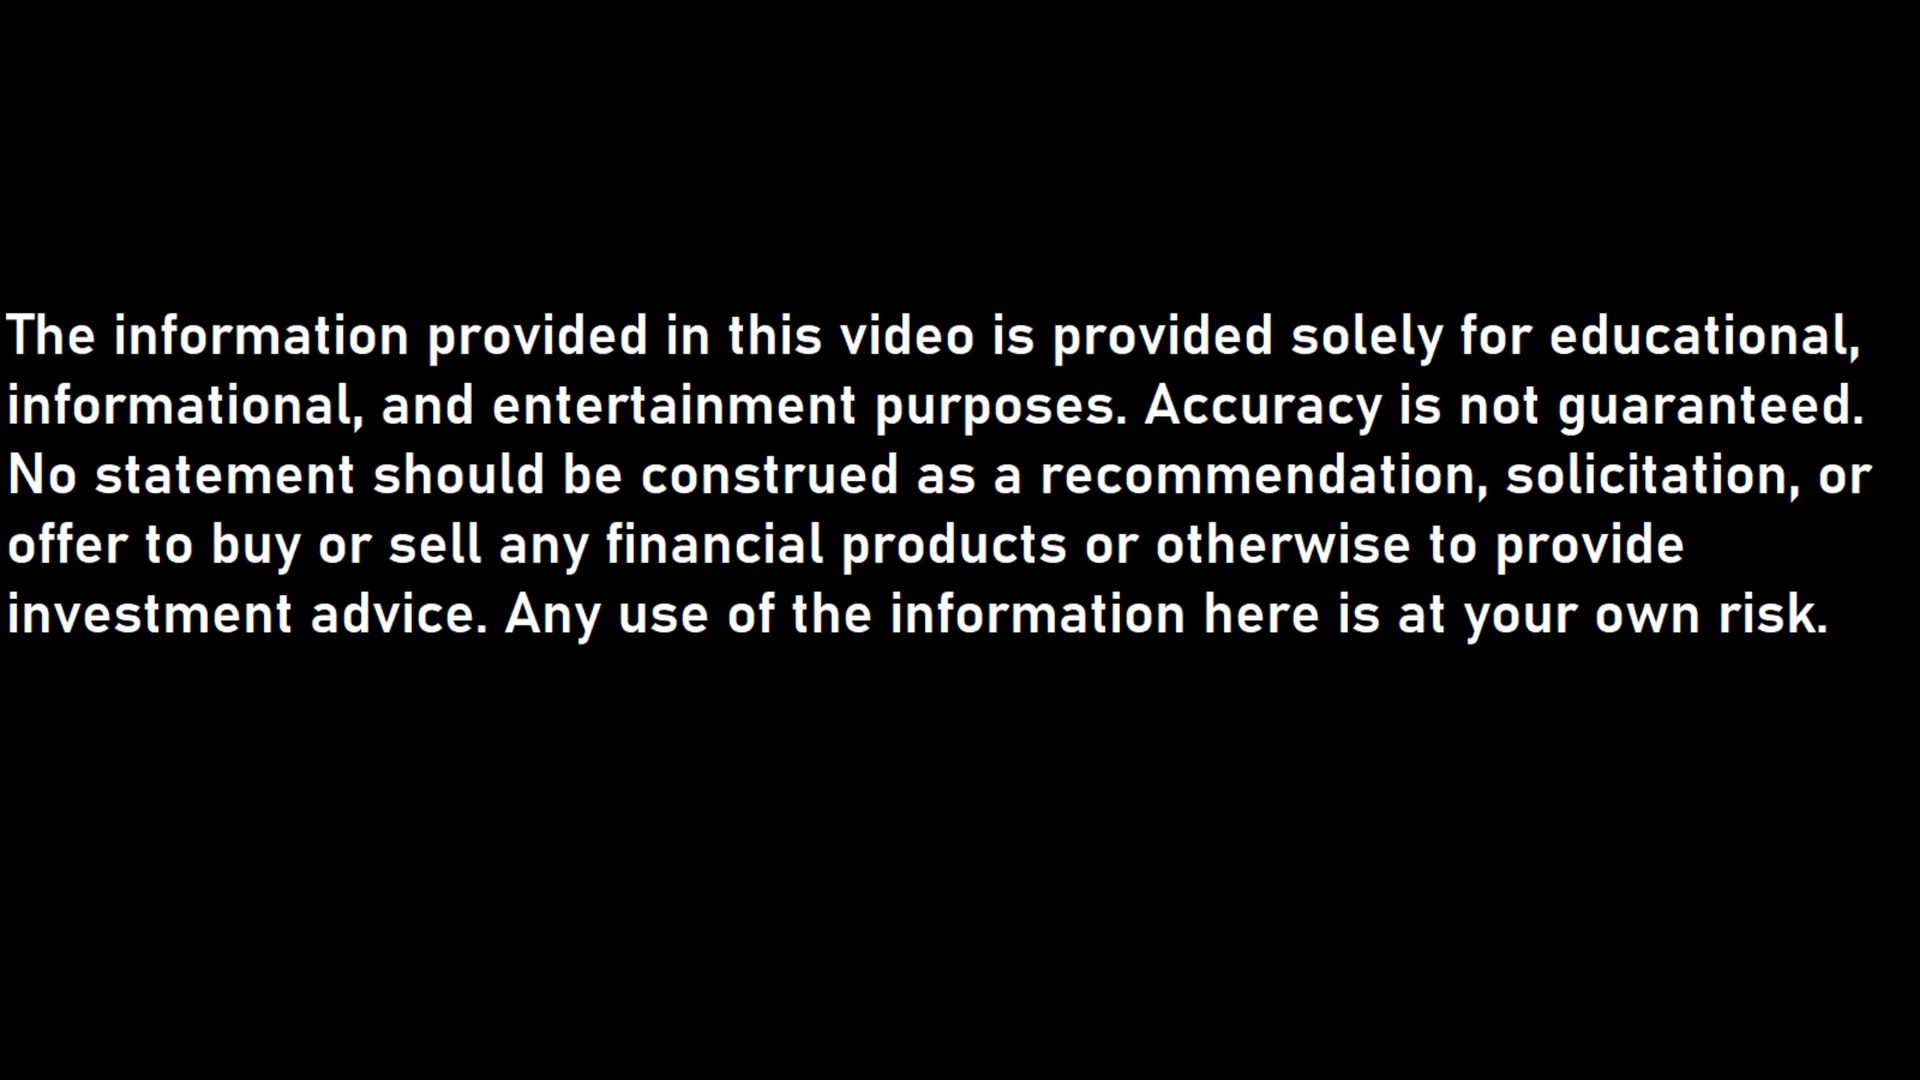 The information provided in this video is provided solely for educational,
informational, and entertainment purposes. Accuracy is not guaranteed.
No statement should be construed as a recommendation, solicitation, or
offer to buy or sell any financial products or otherwise to provide
investment advice. Any use of the information here is at your own risk.